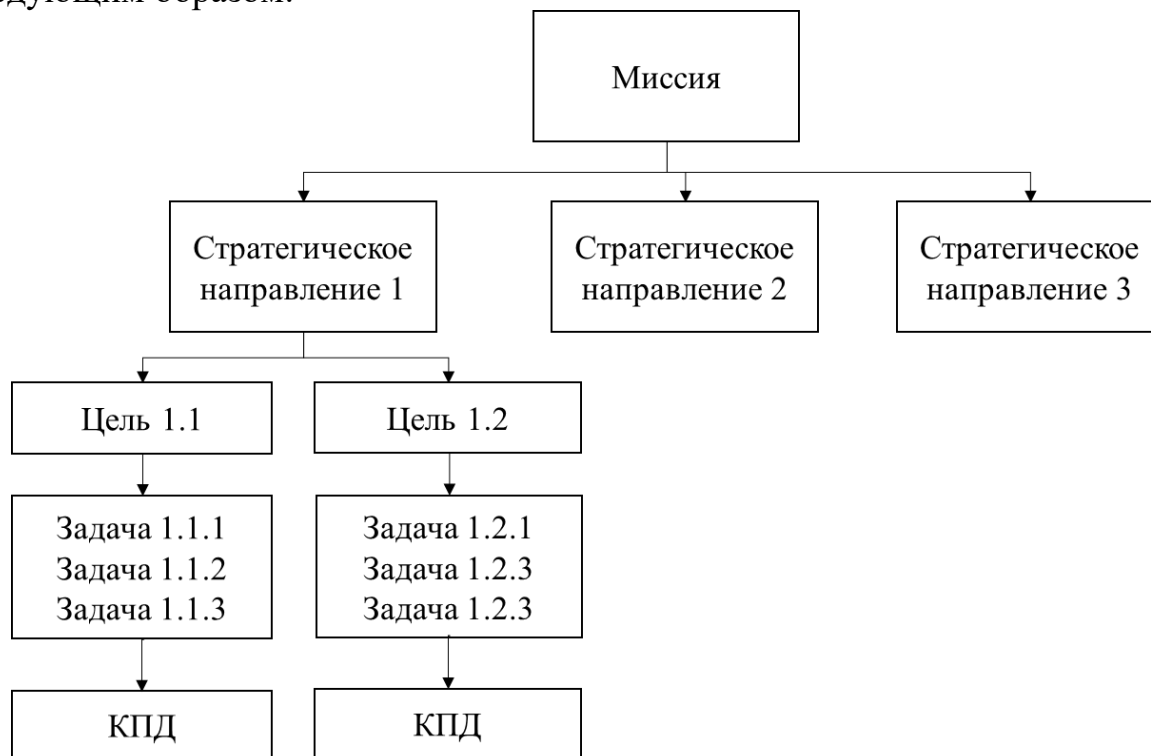 образом:
Миссия
Стратегическое
направление 1
Стратегическое
направление 2
Стратегическое
направление 3
Цель 1.1
Цель 1.2
Задача 1.1.1
Задача 1.1.2
Задача 1.1.3
Задача 1.2.1
Задача 1.2.3
Задача 1.2.3
КПД
КПД